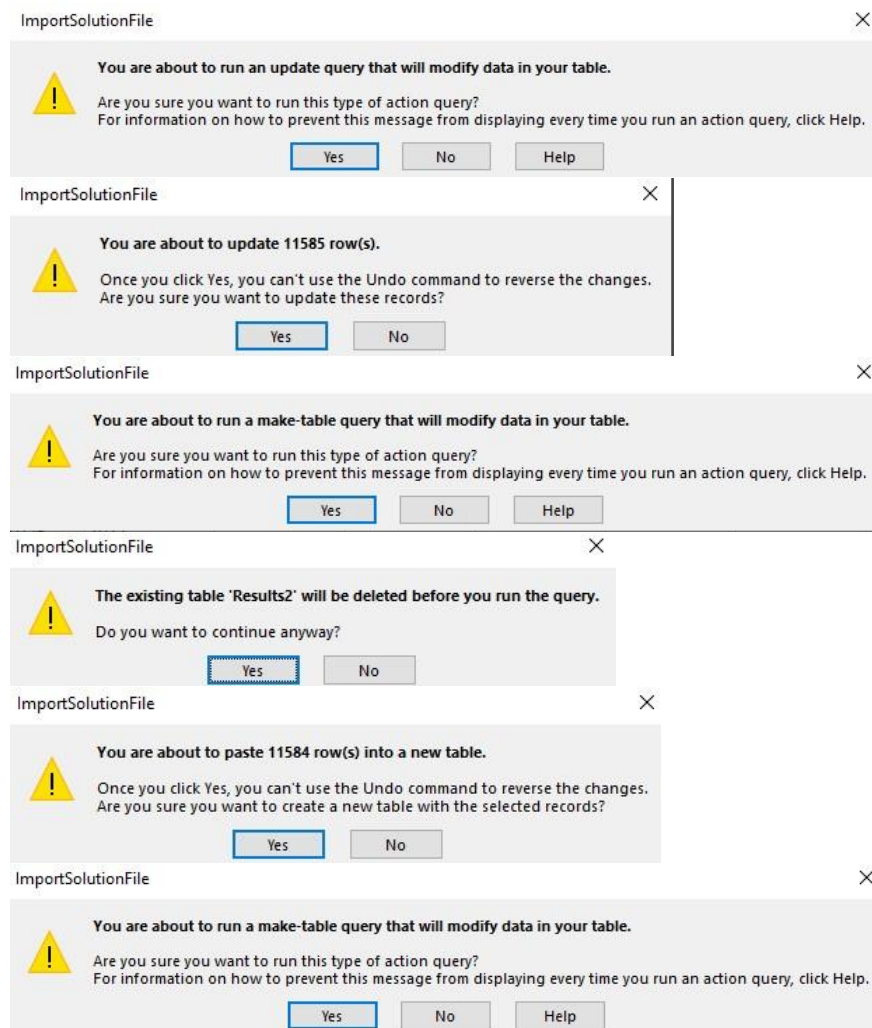 ImportSolutionFile
You are about to run an update query that will modify data in your table.
Are you sure you want to run this type of action query?
For information on how to prevent this message from displaying every time you run an action query, click Help.
Yes No Help
ImportSolutionFile
You are about to update 11585 row(s).
Once you click Yes, you can't use the Undo command to reverse the changes.
Are you sure you want to update these records?
Yes No
ImportSolutionFile
You are about to run a make-table query that will modify data in your table.
Are you sure you want to run this type of action query?
For information on how to prevent this message from displaying every time you run an action query, click Help.
Yes No Help
ImportSolutionFile
The existing table 'Results2' will be deleted before you run the query.
Do you want to continue anyway?
Yes No
ImportSolutionFile
You are about to paste 11584 row(s) into a new table.
Once you click Yes, you can't use the Undo command to reverse the changes.
Are you sure you want to create a new table with the selected records?
Yes No
ImportSolutionFile
You are about to run a make-table query that will modify data in your table.
Are you sure you want to run this type of action query?
For information on how to prevent this message from displaying every time you run an action query, click Help.
Yes No Help